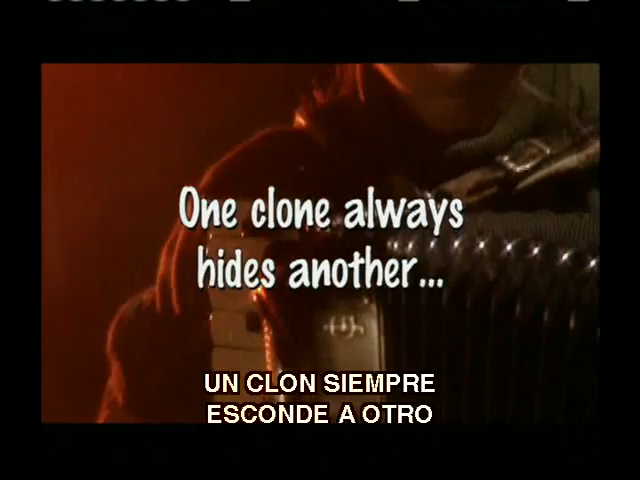 One clone always
hides another...
UN CLON SIEMPRE
ESCONDE A OTRO